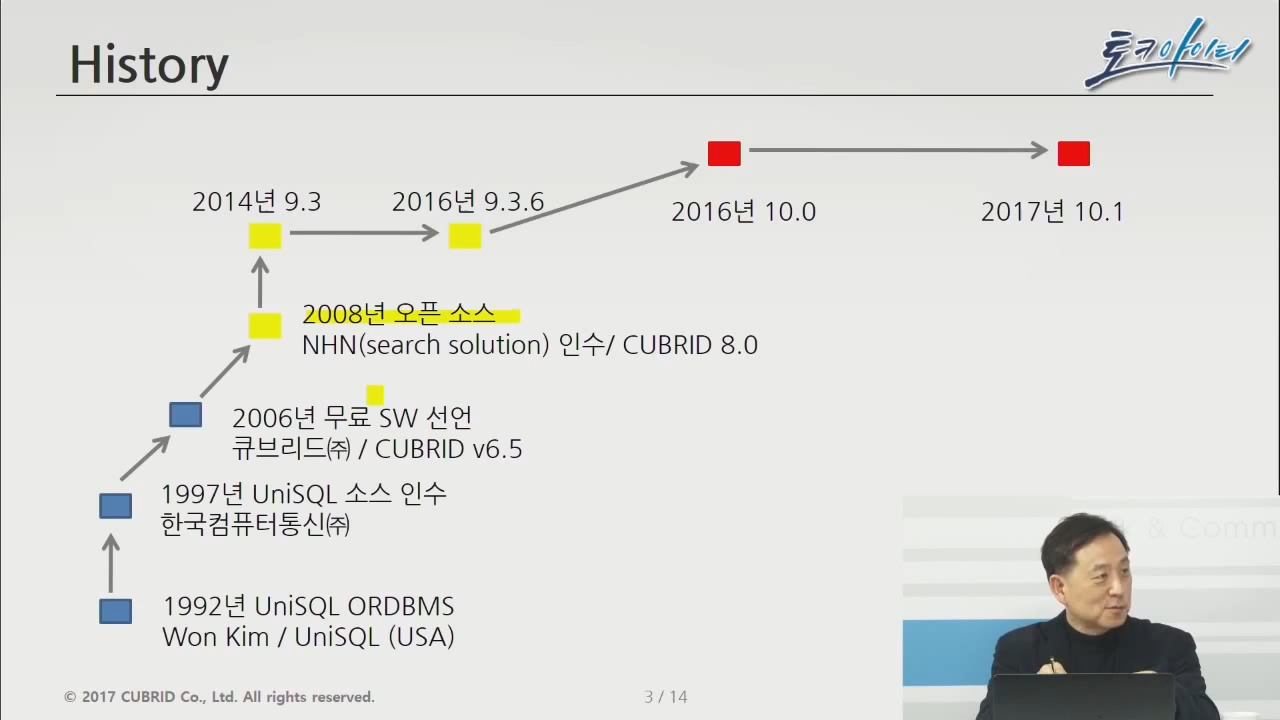 History
토크아이티
2014년 9.3
2016년 9.3.6
2016년 10.0
2017년 10.1
2008년 오픈 소스
NHN(search solution) 인수/ CUBRID 8.0
2006년 무료 SW 선언
큐브리드㈜ / CUBRID v6.5
1997년 UniSQL 소스 인수
한국컴퓨터통신㈜
& Comm
1992년 UniSQL ORDBMS
Won Kim / UniSQL (USA)
© 2017 CUBRID Co., Ltd. All rights reserved.
3 / 14